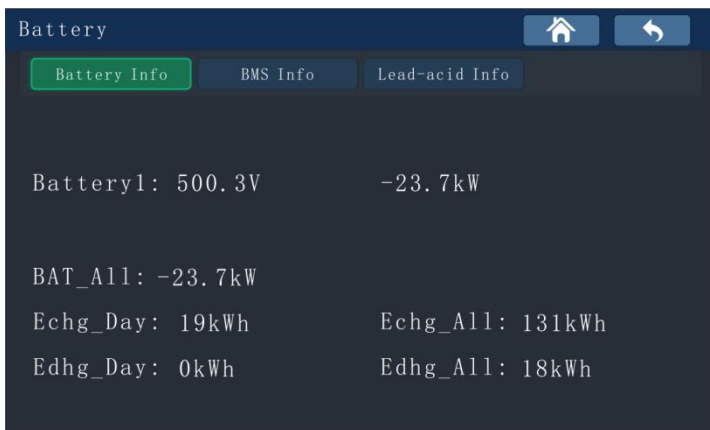 Battery
Battery Info BMS Info Lead-acid Info
Battery1: 500.3V -23.7kW
BAT_All: -23.7kW
Echg_Day: 19kWh Echg_All: 131kWh
Edhg_Day: 0kWh Edhg_All: 18kWh